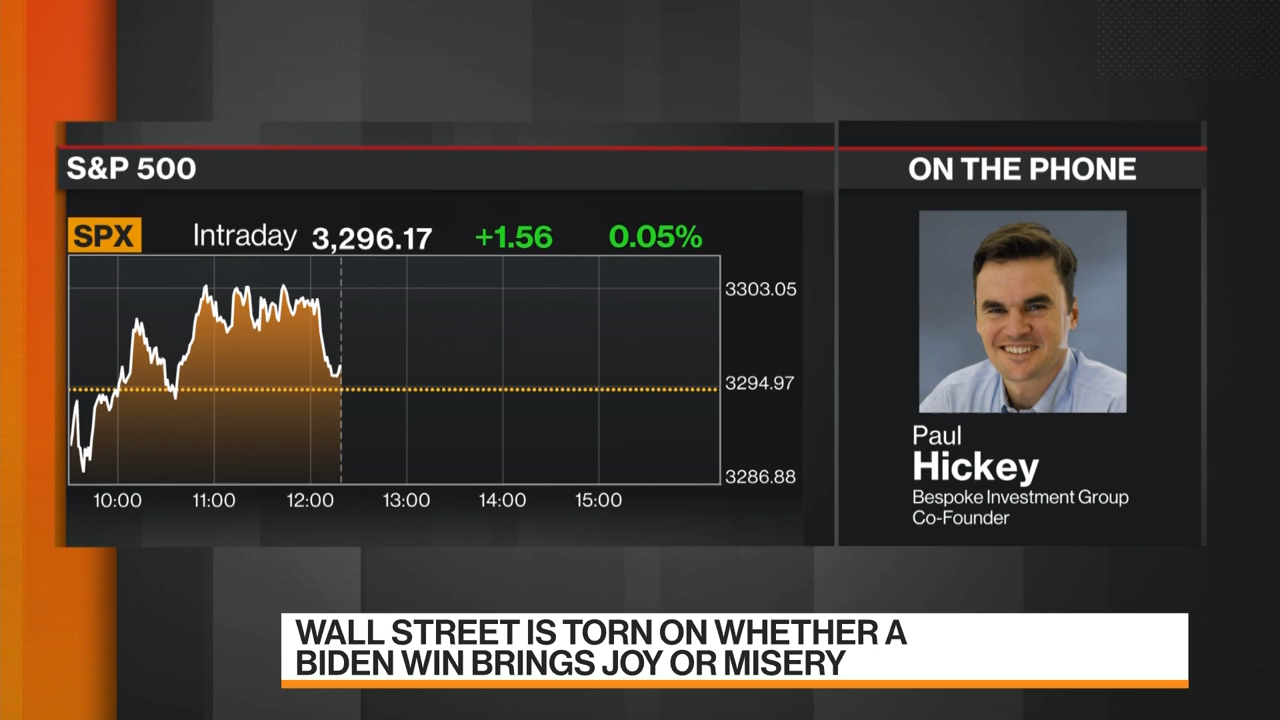 S&P 500
SPX Intraday 3,296.17 +1.56 0.05%
3303.05
3294.97
3286.88
10:00 11:00 12:00 13:00 14:00 15:00
ON THE PHONE
Paul
Hickey
Bespoke Investment Group
Co-Founder
WALL STREET IS TORN ON WHETHER A
BIDEN WIN BRINGS JOY OR MISERY